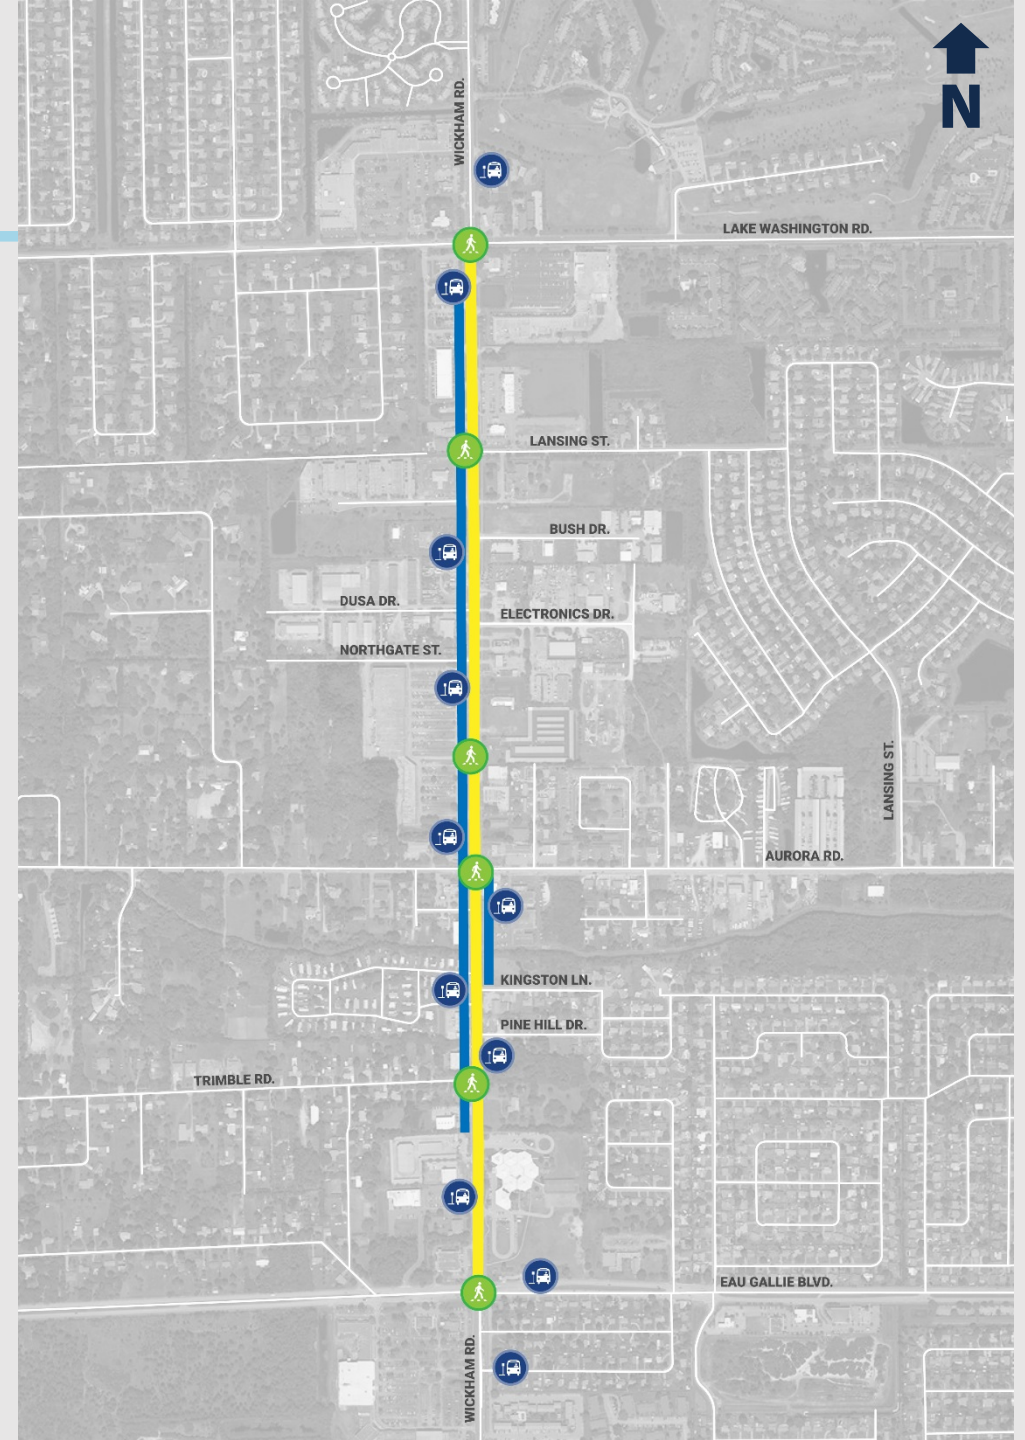 N
WICKHAM RD.
LAKE WASHINGTON RD.
LANSING ST.
BUSH DR.
DUSA DR.
ELECTRONICS DR.
NORTHGATE ST.
LANSING ST.
AURORA RD.
KINGSTON LN.
PINE HILL DR.
TRIMBLE RD.
EAU GALLIE BLVD.
WICKHAM RD.